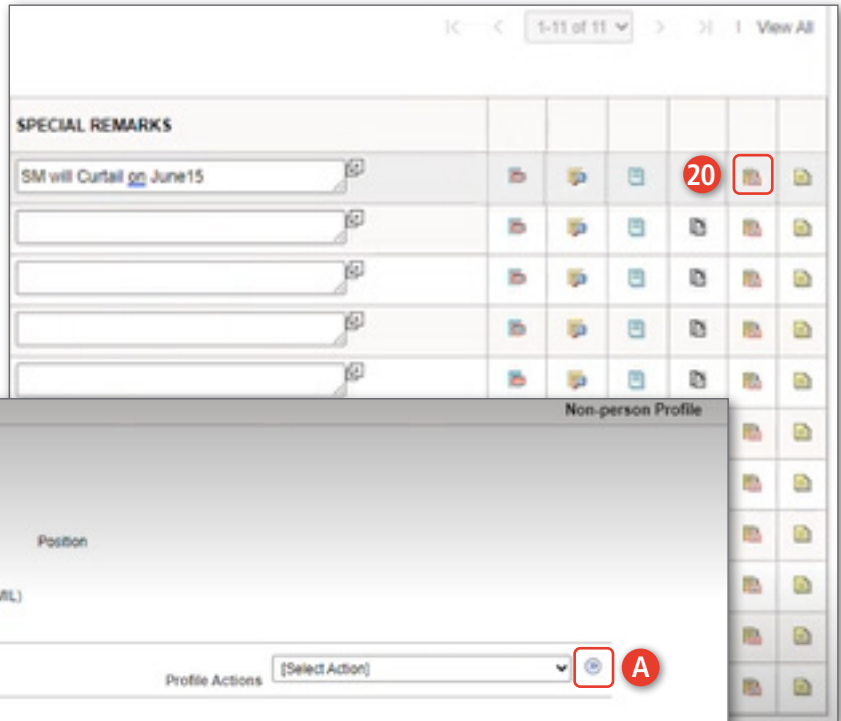 1-11 of 11 | View All
SPECIAL REMARKS
SM will Curtail on June15
20
Non-person Profile
Position
MIL)
Profile Actions [Select Action]
A